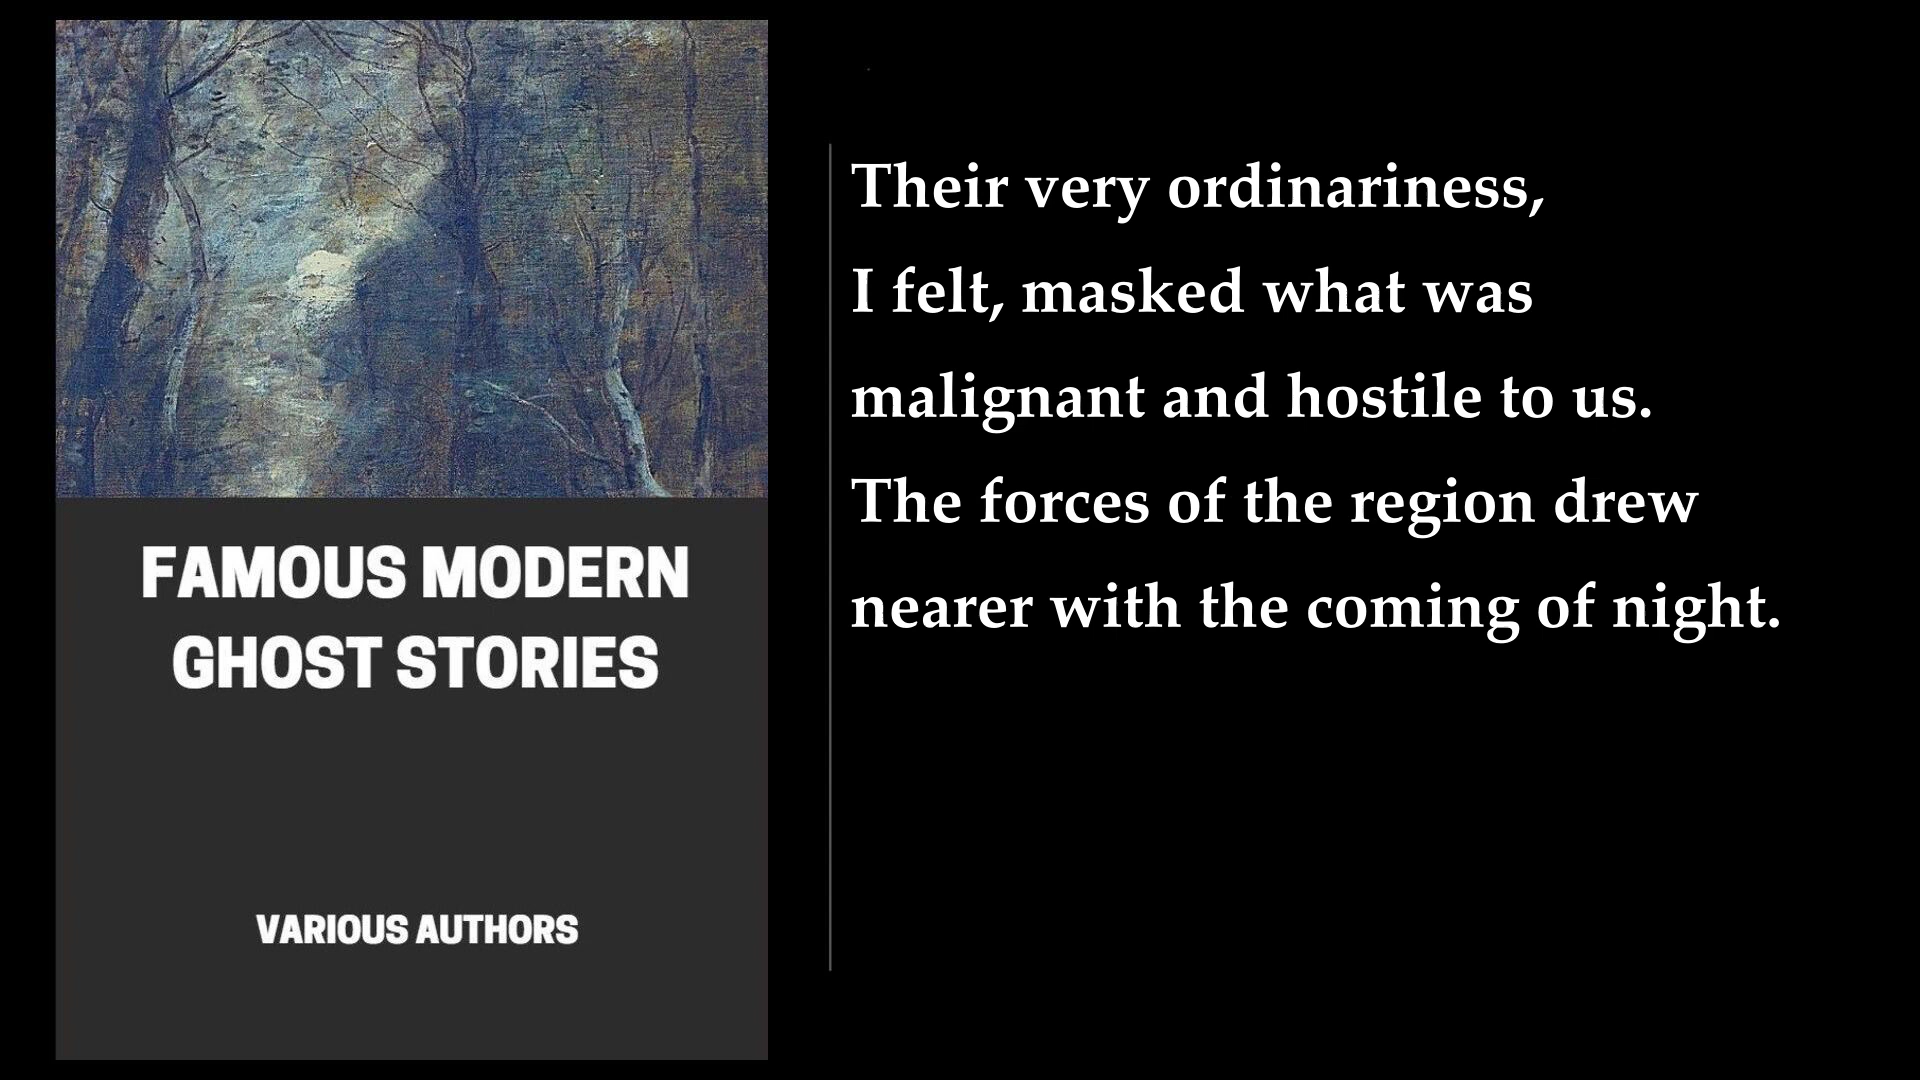 FAMOUS MODERN
GHOST STORIES
VARIOUS AUTHORS
Their very ordinariness,
I felt, masked what was
malignant and hostile to us.
The forces of the region drew
nearer with the coming of night.